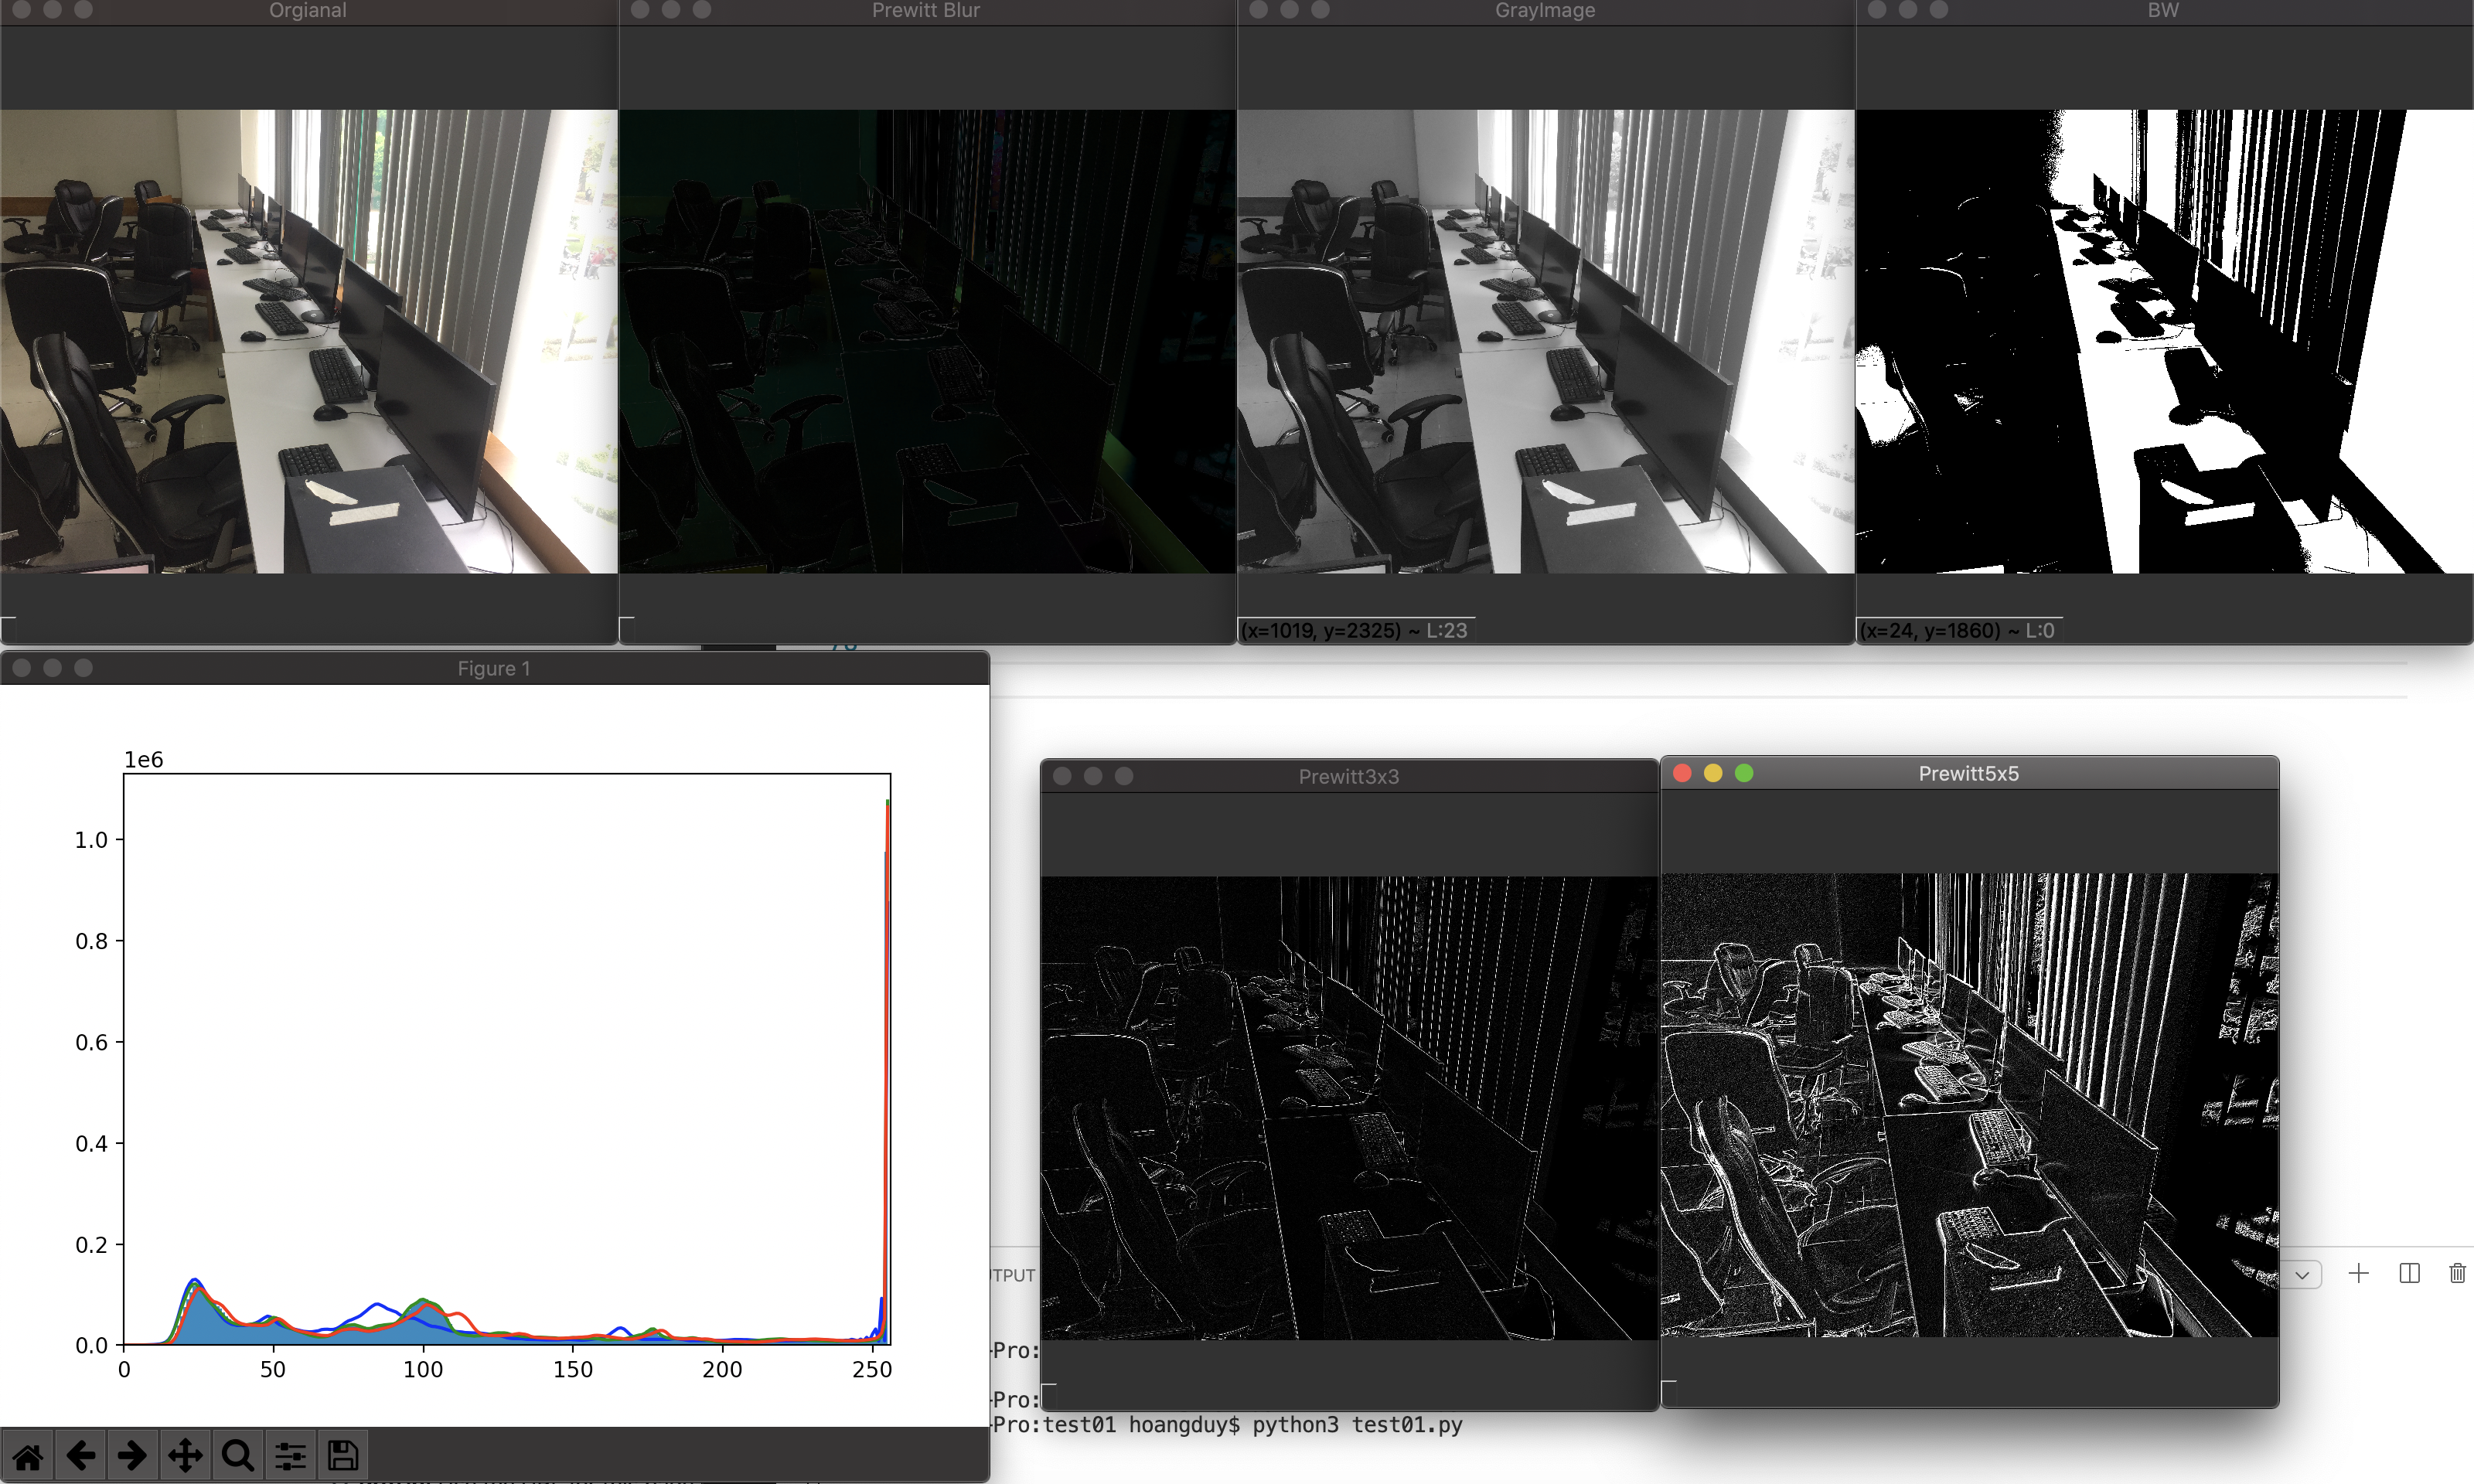 Orgianal
Prewitt Blur
GrayImage
BW
(x=1019, y=2325) ~ L:23
(x=24, y=1860) ~ L:0
Figure 1
1e6
1.0
0.8
0.6
0.4
0.2
0.0
0 50 100 150 200 250
Prewitt3x3
Prewitt5x5
TPUT
-Pro:
-Pro:
-Pro:test01 hoangduy$ python3 test01.py